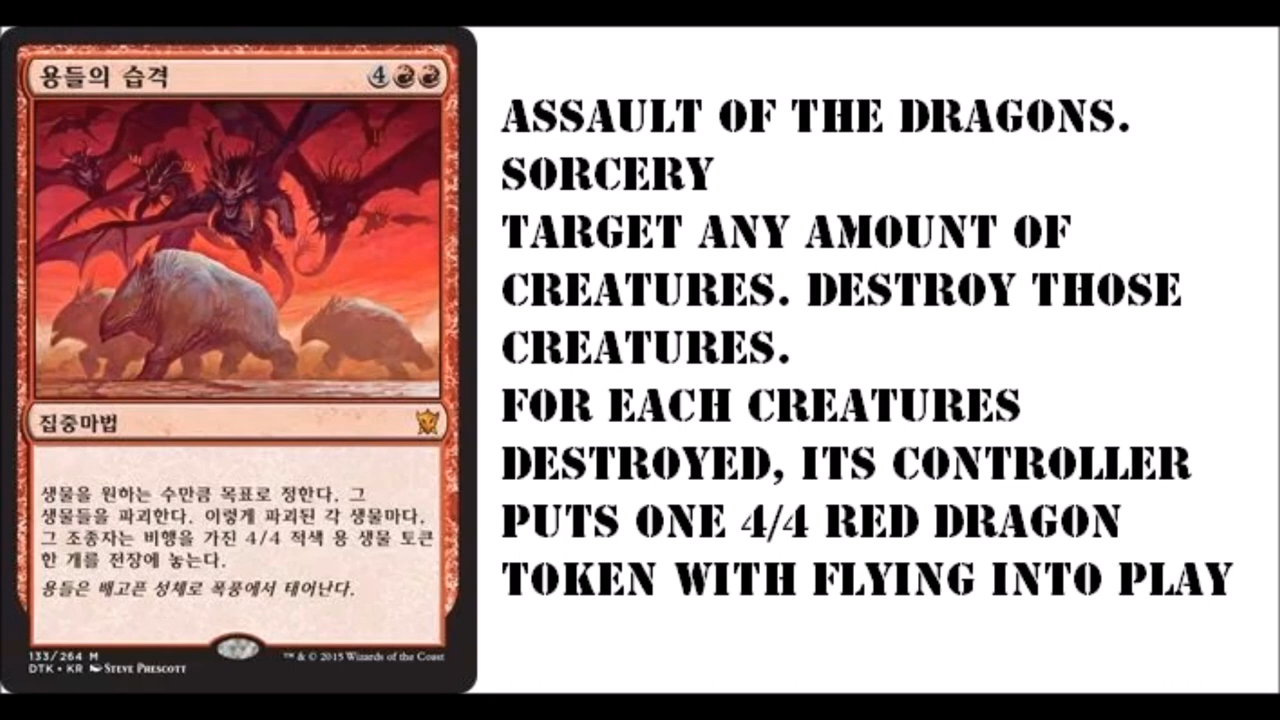 용들의 습격
4
집중마법
생물을 원하는 수만큼 목표로 정한다. 그
생물들을 파괴한다. 이렇게 파괴된 각 생물마다,
그 조종자는 비행을 가진 4/4 적색 용 생물 토큰
한 개를 전장에 놓는다.
용들은 배고픈 성체로 폭풍에서 태어난다.
133/264 M
DTK • KR STEVE PRESCOTT
™ & © 2015 Wizards of the Coast
ASSAULT OF THE DRAGONS.
SORCERY
TARGET ANY AMOUNT OF
CREATURES. DESTROY THOSE
CREATURES.
FOR EACH CREATURES
DESTROYED, ITS CONTROLLER
PUTS ONE 4/4 RED DRAGON
TOKEN WITH FLYING INTO PLAY